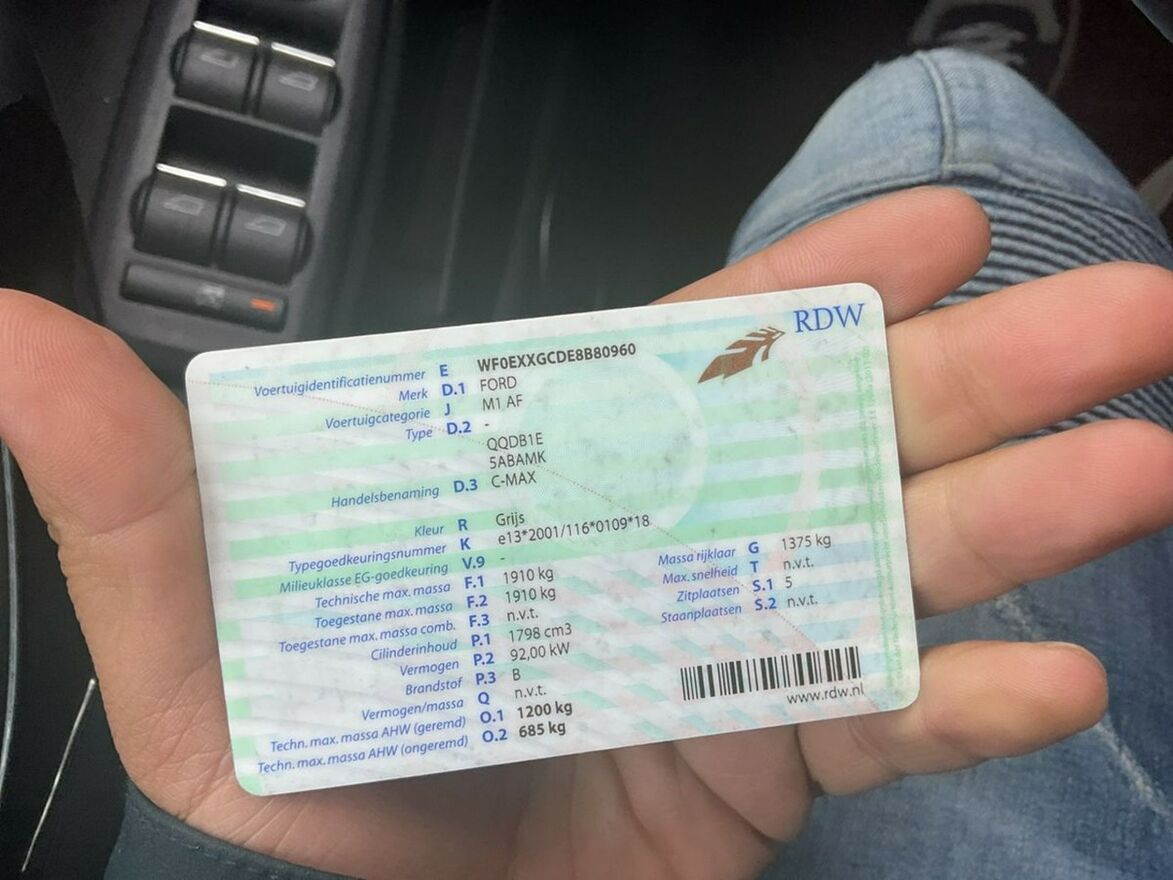 RDW
Voertuigidentificatienummer E WF0EXXGCDE8B80960
Merk D.1 FORD
Voertuigcategorie J M1 AF
Type D.2 -
QQDB1E
5ABAMK
Handelsbenaming D.3 C-MAX
Kleur R Grijs
Typegoedkeuringsnummer K e13*2001/116*0109*18
Milieuklasse EG-goedkeuring V.9 -
Technische max. massa F.1 1910 kg
Toegestane max. massa F.2 1910 kg
Toegestane max. massa comb. F.3 n.v.t.
Cilinderinhoud P.1 1798 cm3
Vermogen P.2 92,00 kW
Brandstof P.3 B
Vermogen/massa Q n.v.t.
Techn. max. massa AHW (geremd) O.1 1200 kg
Techn. max. massa AHW (ongeremd) O.2 685 kg
Massa rijklaar G 1375 kg
Max. snelheid T n.v.t.
Zitplaatsen S.1 5
Staanplaatsen S.2 n.v.t.
www.rdw.nl